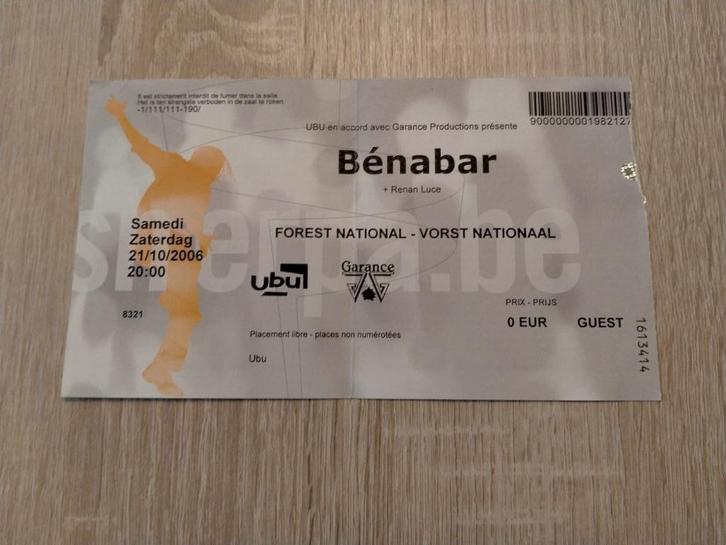 Il est strictement interdit de fumer dans la salle.
Het is ten strengste verboden in de zaal te roken.
-1/111/111-190/
9000000001982127
UBU en accord avec Garance Productions présente
Bénabar
+ Renan Luce
sherpa.be
Samedi
Zaterdag
21/10/2006
20:00
FOREST NATIONAL - VORST NATIONAAL
ubu
Garance
PRIX - PRIJS
0 EUR GUEST
8321
Placement libre - places non numérotées
Ubu
1613414